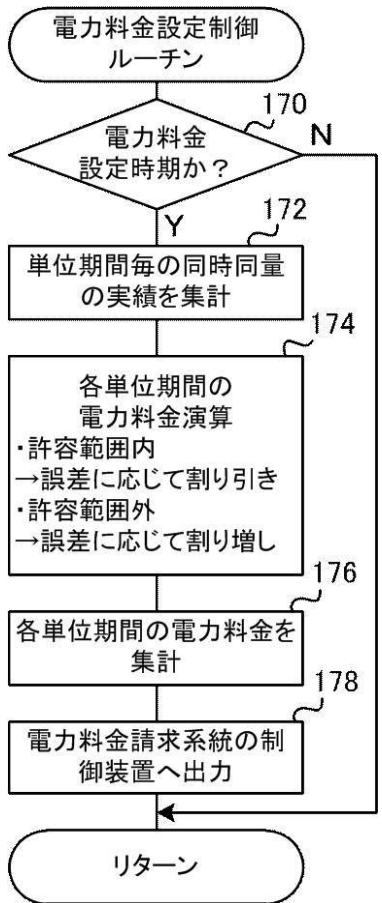 電力料金設定制御
ルーチン
170
電力料金
設定時期か？
N
Y
172
単位期間毎の同時同量
の実績を集計
174
各単位期間の
電力料金演算
・許容範囲内
→誤差に応じて割り引き
・許容範囲外
→誤差に応じて割り増し
176
各単位期間の電力料金を
集計
178
電力料金請求系統の制
御装置へ出力
リターン